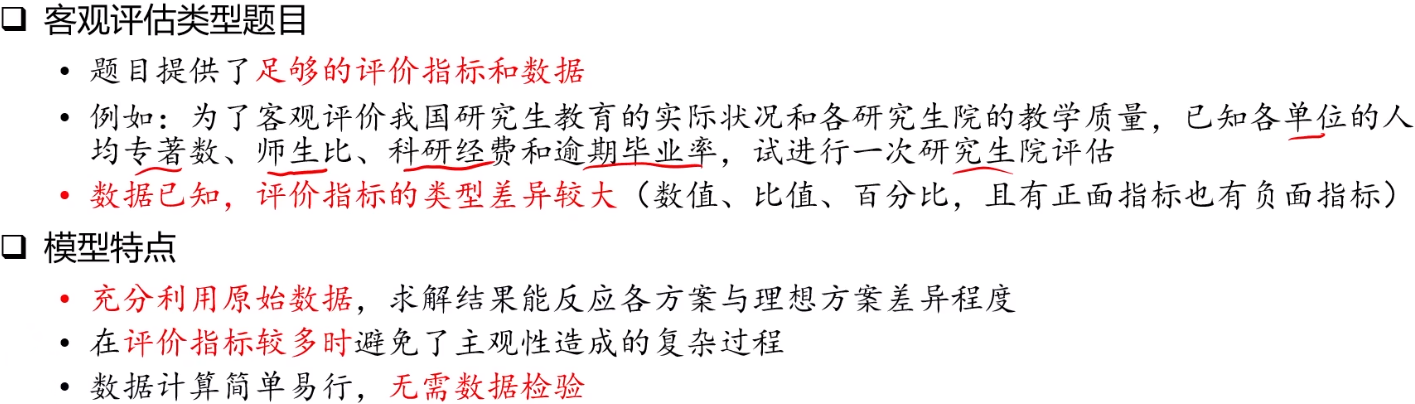 ❑ 客观评估类型题目
• 题目提供了足够的评价指标和数据
• 例如：为了客观评价我国研究生教育的实际状况和各研究生院的教学质量，已知各单位的人
均专著数、师生比、科研经费和逾期毕业率，试进行一次研究生院评估
• 数据已知，评价指标的类型差异较大（数值、比值、百分比，且有正面指标也有负面指标）
❑ 模型特点
• 充分利用原始数据，求解结果能反应各方案与理想方案差异程度
• 在评价指标较多时避免了主观性造成的复杂过程
• 数据计算简单易行，无需数据检验